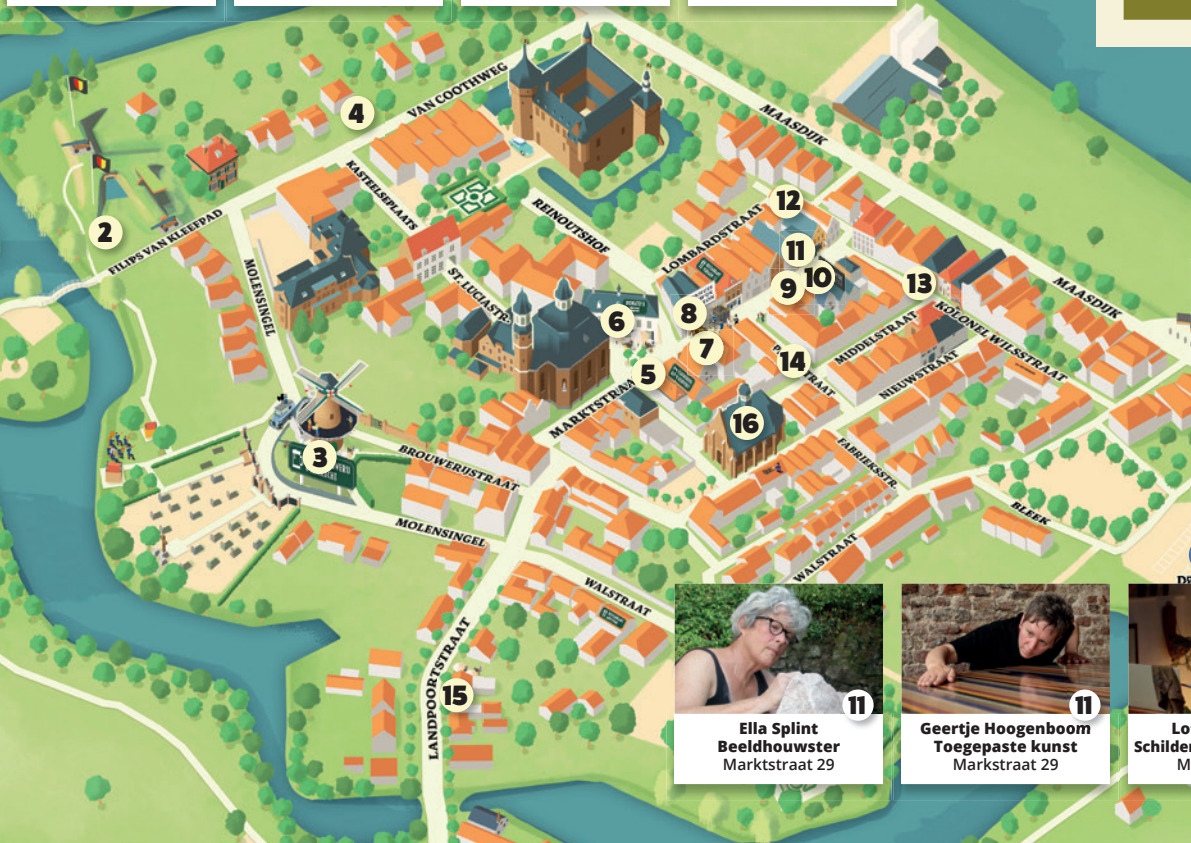 VAN COOTHWEG
MAASDIJK
4
KASTEELSEPLAATS
REINOUTSHOF
12
LOMBARDSTRAAT
2
FILIPS VAN KLEEFPAD
11
10
9
13
MAASDIJK
MOLENSINGEL
ST. LUCIASTR.
6
8
KOLONEL WILSSTRAAT
7
14
MIDDELSTRAAT
5
NIEUWSTRAAT
MARKTSTRAAT
16
3
BROUWERIJSTRAAT
FABRIEKSSTR.
MOLENSINGEL
BLEEK
WALSTRAAT
WALSTRAAT
LANDPOORTSTRAAT
15
11
Ella Splint
Beeldhouwster
Marktstraat 29
11
Geertje Hoogenboom
Toegepaste kunst
Markstraat 29